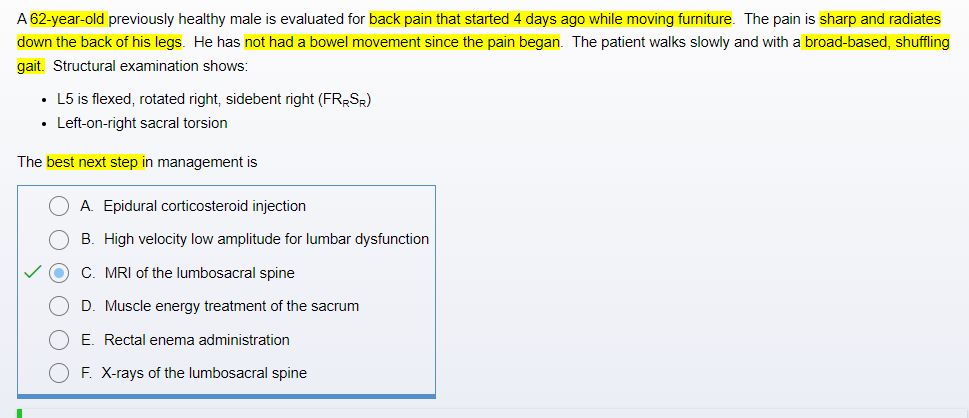 A 62-year-old previously healthy male is evaluated for back pain that started 4 days ago while moving furniture. The pain is sharp and radiates
down the back of his legs. He has not had a bowel movement since the pain began. The patient walks slowly and with a broad-based, shuffling
gait. Structural examination shows:
• L5 is flexed, rotated right, sidebent right (FRRSR)
• Left-on-right sacral torsion
The best next step in management is
A. Epidural corticosteroid injection
B. High velocity low amplitude for lumbar dysfunction
C. MRI of the lumbosacral spine
D. Muscle energy treatment of the sacrum
E. Rectal enema administration
F. X-rays of the lumbosacral spine